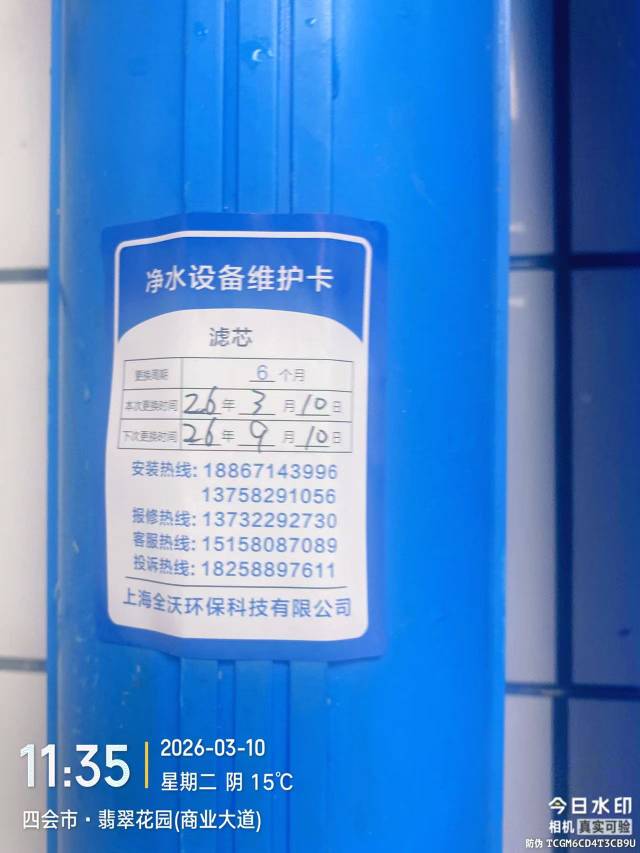 净水设备维护卡
滤芯
更换周期 6 个月
本次更换时间 26 年 3 月 10 日
下次更换时间 26 年 9 月 10 日
安装热线: 18867143996
13758291056
报修热线: 13732292730
客服热线: 15158087089
投诉热线: 18258897611
上海全沃环保科技有限公司
11:35
2026-03-10
星期二 阴 15℃
四会市·翡翠花园(商业大道)
今日水印
相机 真实可验
防伪 TCGM6CD4T3CB9U